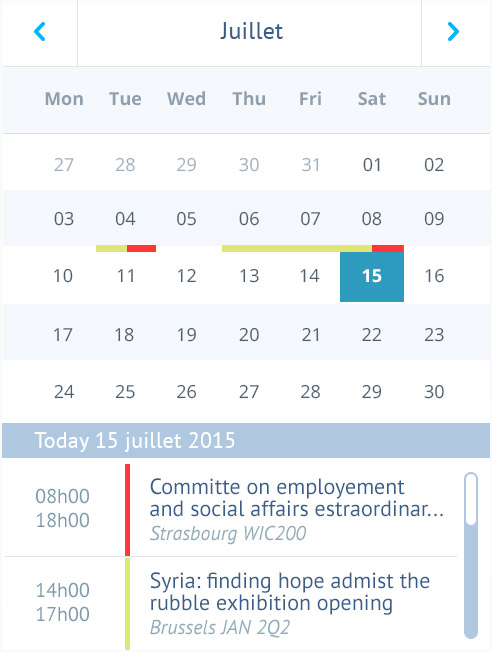 Juillet
Mon Tue Wed Thu Fri Sat Sun
27 28 29 30 31 01 02
03 04 05 06 07 08 09
10 11 12 13 14 15 16
17 18 19 20 21 22 23
24 25 26 27 28 29 30
Today 15 juillet 2015
08h00
18h00
Committe on employement
and social affairs estraordinar...
Strasbourg WIC200
14h00
17h00
Syria: finding hope admist the
rubble exhibition opening
Brussels JAN 2Q2